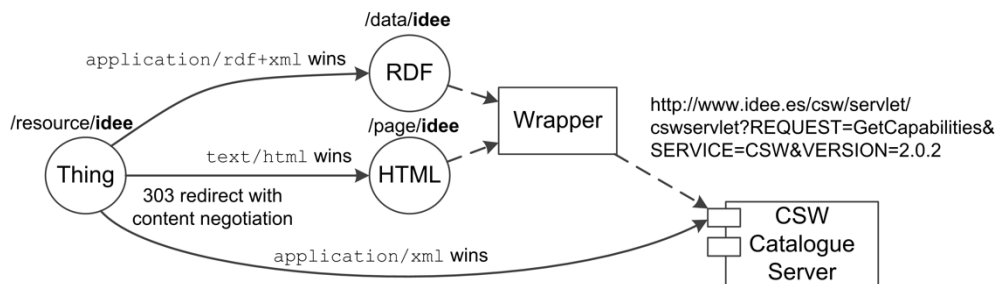 /data/idee
application/rdf+xml wins
RDF
/resource/idee
Thing
/page/idee
text/html wins
HTML
303 redirect with
content negotiation
Wrapper
http://www.idee.es/csw/servlet/
cswservlet?REQUEST=GetCapabilities&
SERVICE=CSW&VERSION=2.0.2
application/xml wins
CSW
Catalogue
Server